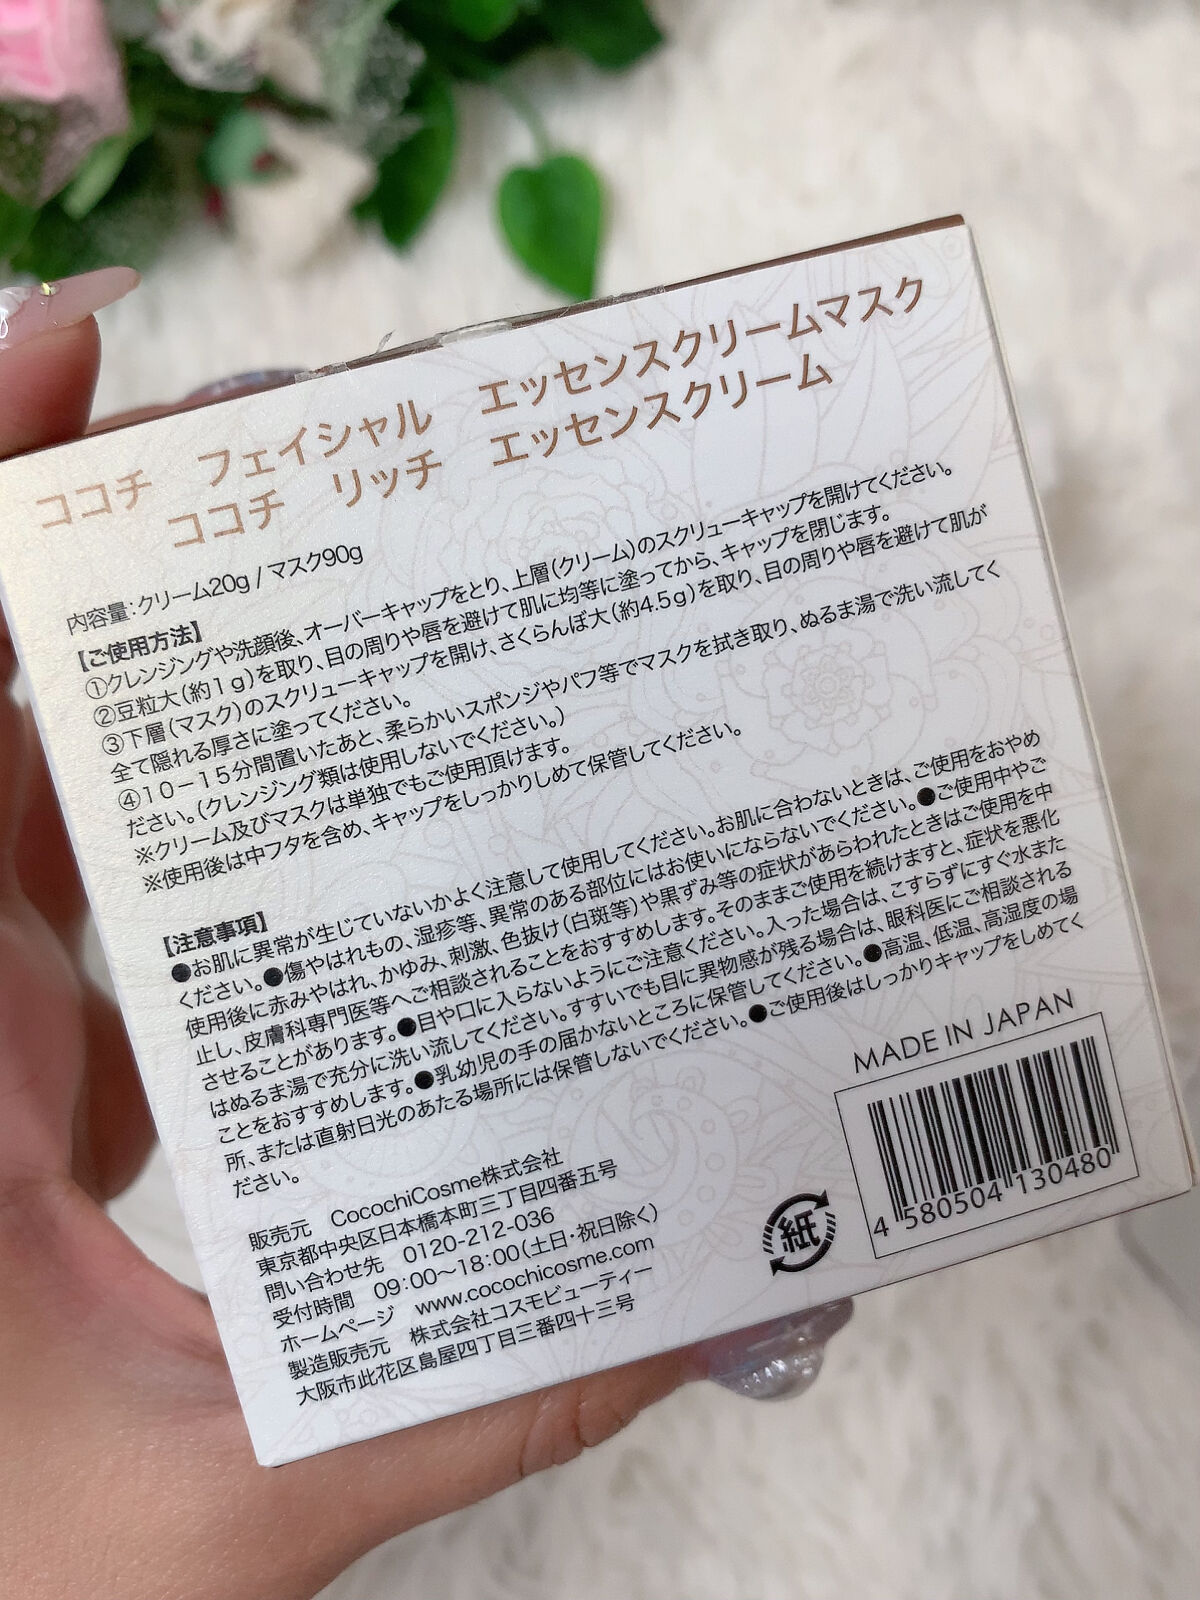 ココチ　フェイシャル　エッセンスクリームマスク
ココチ　リッチ　エッセンスクリーム
内容量:クリーム20g / マスク90g
【ご使用方法】
①クレンジングや洗顔後、オーバーキャップをとり、上層(クリーム)のスクリューキャップを開けてください。
②豆粒大(約1g)を取り、目の周りや唇を避けて肌に均等に塗ってから、キャップを閉じます。
③下層(マスク)のスクリューキャップを開け、さくらんぼ大(約4.5g)を取り、目の周りや唇を避けて肌が
全て隠れる厚さに塗ってください。
④10－15分間置いたあと、柔らかいスポンジやパフ等でマスクを拭き取り、ぬるま湯で洗い流してく
ださい。(クレンジング類は使用しないでください。)
※クリーム及びマスクは単独でもご使用頂けます。
※使用後は中フタを含め、キャップをしっかりしめて保管してください。
【注意事項】
●お肌に異常が生じていないかよく注意して使用してください。お肌に合わないときは、ご使用をおやめ
ください。●傷やはれもの、湿疹等、異常のある部位にはお使いにならないでください。●ご使用中やご
使用後に赤みやはれ、かゆみ、刺激、色抜け(白斑等)や黒ずみ等の症状があらわれたときはご使用を中
止し、皮膚科専門医等へご相談されることをおすすめします。そのままご使用を続けますと、症状を悪化
させることがあります。●目や口に入らないようにご注意ください。入った場合は、こすらずにすぐ水また
はぬるま湯で充分に洗い流してください。すすいでも目に異物感が残る場合は、眼科医にご相談される
ことをおすすめします。●乳幼児の手の届かないところに保管してください。●高温、低温、高湿度の場
所、または直射日光のあたる場所には保管しないでください。●ご使用後はしっかりキャップをしめてく
ださい。
販売元　CocochiCosme株式会社
東京都中央区日本橋本町三丁目四番五号
問い合わせ先　0120-212-036
受付時間　09:00～18:00(土日・祝日除く)
ホームページ　www.cocochicosme.com
製造販売元　株式会社コスモビューティー
大阪市此花区島屋四丁目三番四十三号
MADE IN JAPAN
4 580504 130480
紙